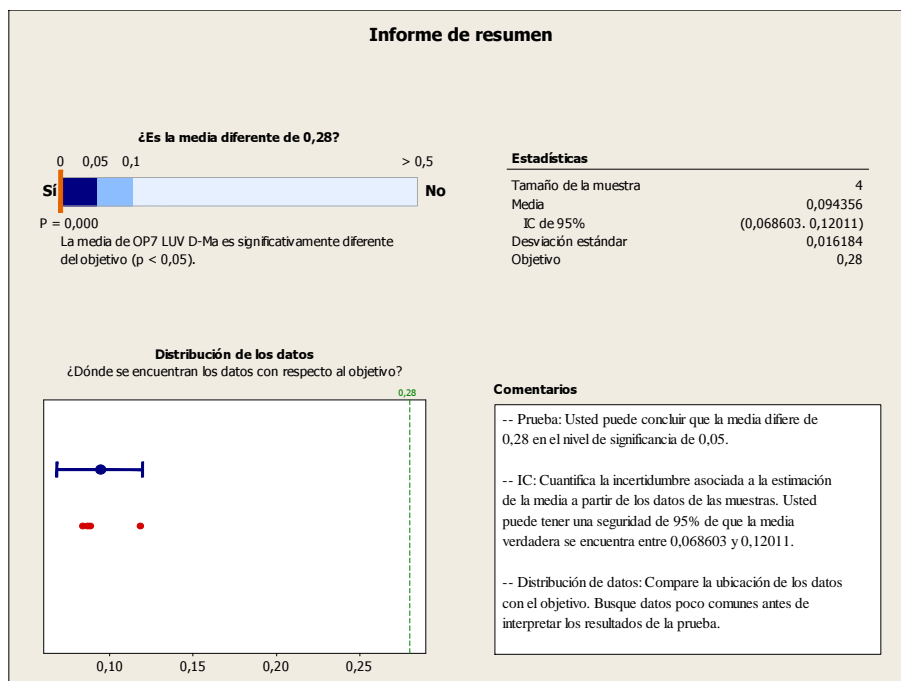 Informe de resumen
¿Es la media diferente de 0,28?
0 0,05 0,1 > 0,5
Sí No
P = 0,000
La media de OP7 LUV D-Ma es significativamente diferente
del objetivo (p < 0,05).
Estadísticas
Tamaño de la muestra 4
Media 0,094356
IC de 95% (0,068603. 0,12011)
Desviación estándar 0,016184
Objetivo 0,28
Distribución de los datos
¿Dónde se encuentran los datos con respecto al objetivo?
0,28
0,10 0,15 0,20 0,25
Comentarios
-- Prueba: Usted puede concluir que la media difiere de
0,28 en el nivel de significancia de 0,05.
-- IC: Cuantifica la incertidumbre asociada a la estimación
de la media a partir de los datos de las muestras. Usted
puede tener una seguridad de 95% de que la media
verdadera se encuentra entre 0,068603 y 0,12011.
-- Distribución de datos: Compare la ubicación de los datos
con el objetivo. Busque datos poco comunes antes de
interpretar los resultados de la prueba.